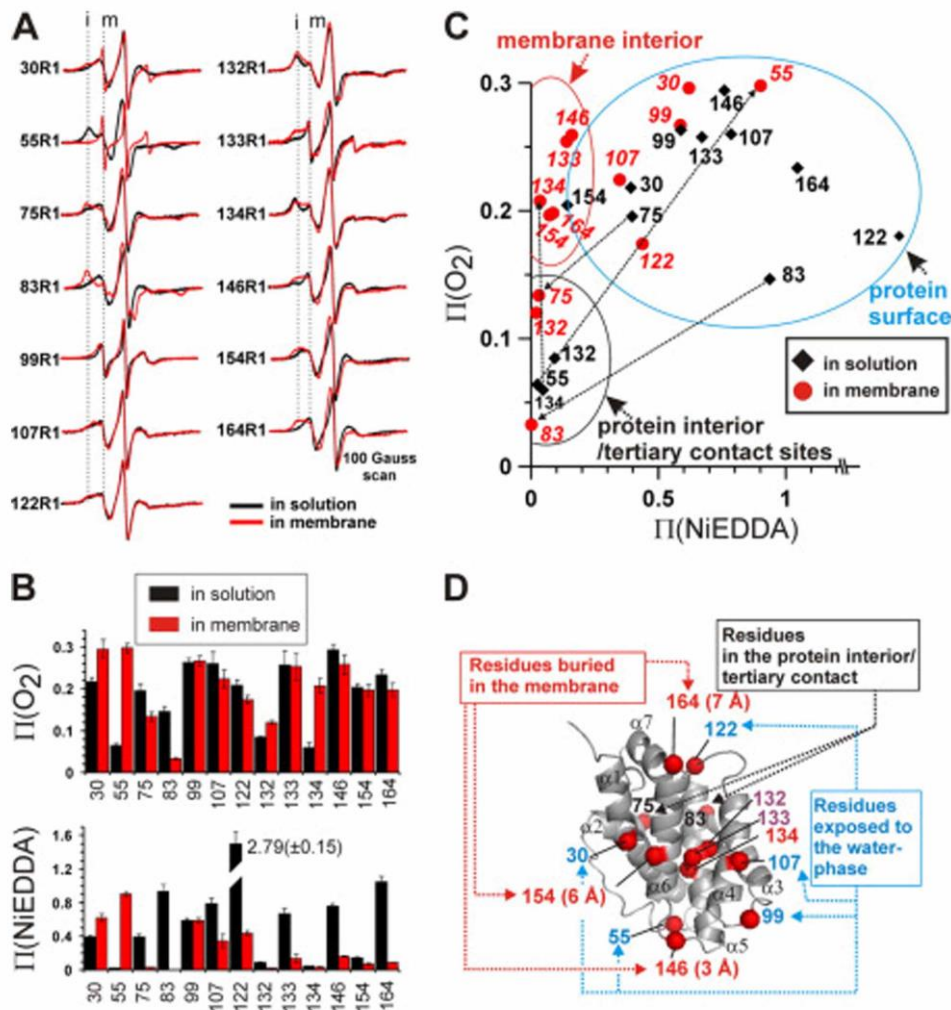 A
i m
30R1
55R1
75R1
83R1
99R1
107R1
122R1
i m
132R1
133R1
134R1
146R1
154R1
164R1
100 Gauss
scan
in solution
in membrane
B
in solution
in membrane
Π(O2)
0.3
0.2
0.1
0
30 55 75 83 99 107 122 132 133 134 146 154 164
Π(NiEDDA)
1.6
1.2
0.8
0.4
0
2.79(±0.15)
30 55 75 83 99 107 122 132 133 134 146 154 164
C
membrane interior
0.3
0.2
0.1
0
Π(O2)
30
55
146
99
146
133
99
133
107
107
134
154
30
164
154
164
75
122
122
83
75
132
132
55
134
83
protein
surface
in solution
in membrane
protein interior
/tertiary contact sites
0 0.5 1
Π(NiEDDA)
D
Residues
in the protein interior/
tertiary contact
Residues buried
in the membrane
164 (7 Å)
122
α7
α1
75
83
132
133
134
α2
30
Residues
exposed to
the water-
phase
107
α6
α4
α3
154 (6 Å)
99
55
α5
146 (3 Å)